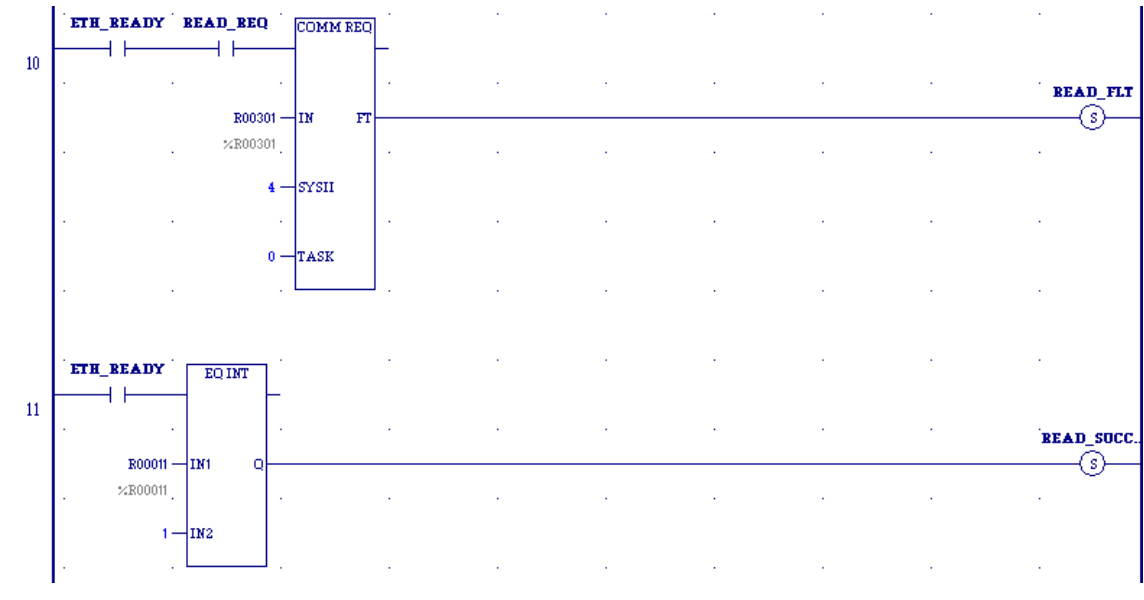 ETH_READY READ_REQ COMM REQ
10
READ_FLT
R00301 IN FT S
%R00301
4 SYSII
0 TASK
ETH_READY EQ INT
11
READ_SUCC..
R00011 IN1 Q S
%R00011
1 IN2